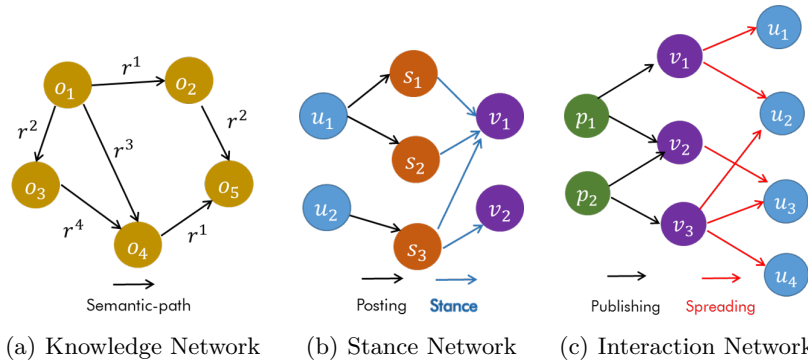 r¹
o₁
o₂
r²
r³
r²
o₃
o₅
r⁴
o₄
r¹
Semantic-path
(a) Knowledge Network
s₁
u₁
v₁
s₂
u₂
v₂
s₃
Posting
Stance
(b) Stance Network
u₁
v₁
p₁
u₂
v₂
p₂
u₃
v₃
u₄
Publishing
Spreading
(c) Interaction Network